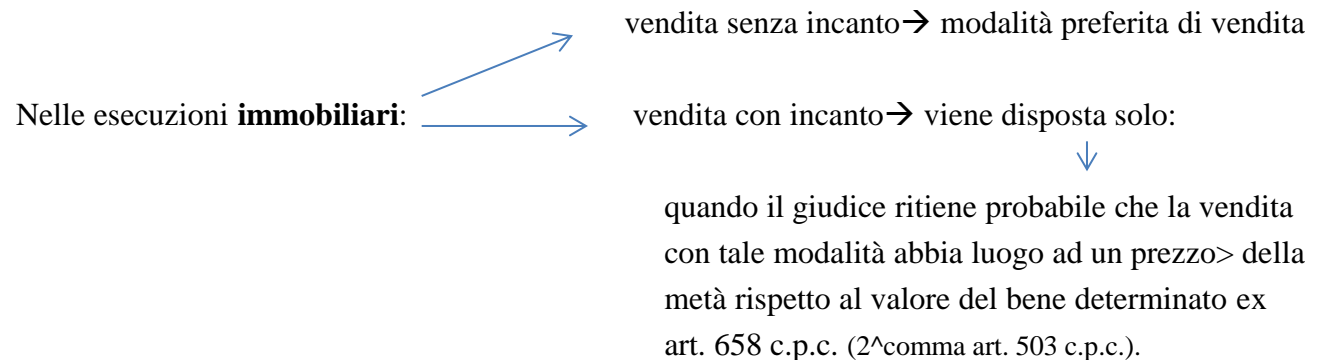 vendita senza incanto→ modalità preferita di vendita
Nelle esecuzioni immobiliari:
vendita con incanto→ viene disposta solo:
quando il giudice ritiene probabile che la vendita
con tale modalità abbia luogo ad un prezzo> della
metà rispetto al valore del bene determinato ex
art. 658 c.p.c. (2^comma art. 503 c.p.c.).